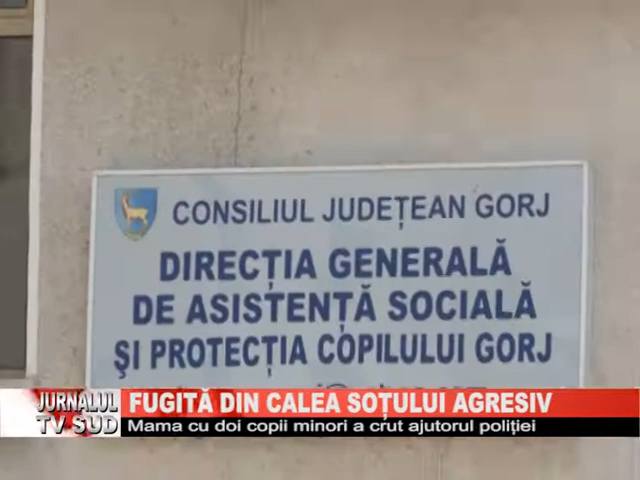 CONSILIUL JUDEȚEAN GORJ
DIRECȚIA GENERALĂ
DE ASISTENȚĂ SOCIALĂ
ȘI PROTECȚIA COPILULUI GORJ
JURNALUL
TV SUD
FUGITĂ DIN CALEA SOȚULUI AGRESIV
Mama cu doi copii minori a crut ajutorul poliției